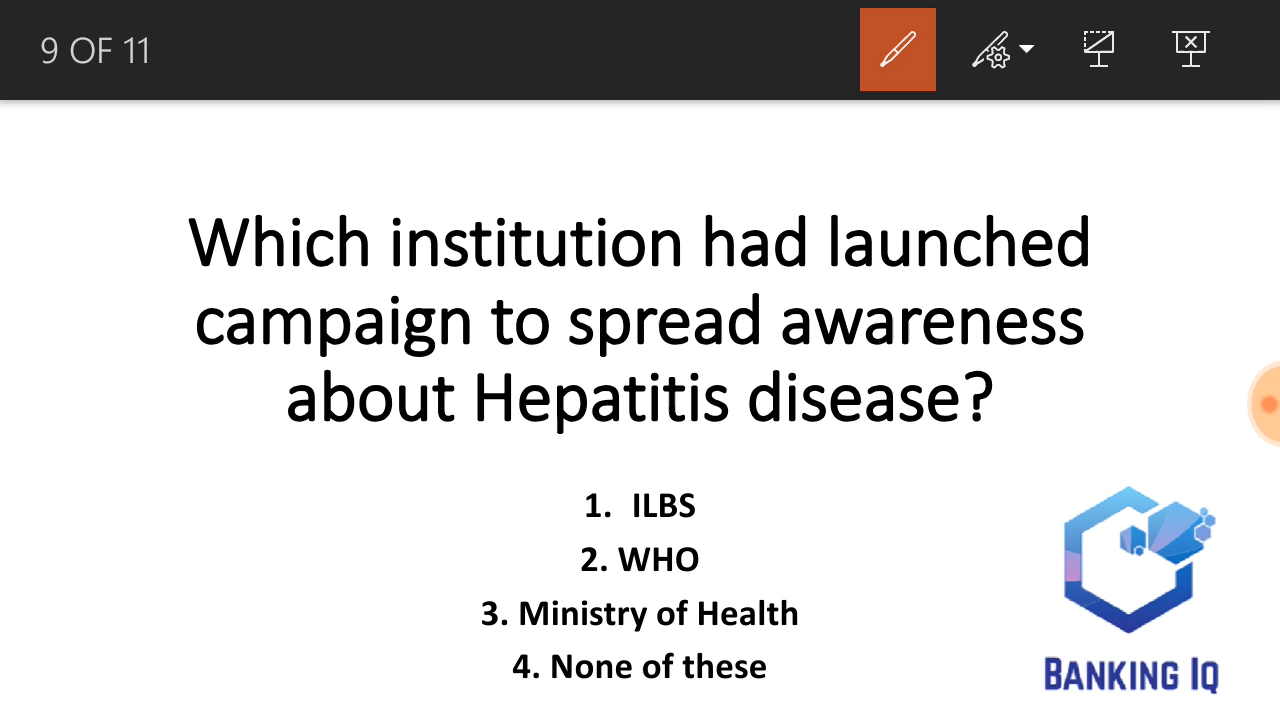 9 OF 11
Which institution had launched
campaign to spread awareness
about Hepatitis disease?
1. ILBS
2. WHO
3. Ministry of Health
4. None of these
BANKING IQ